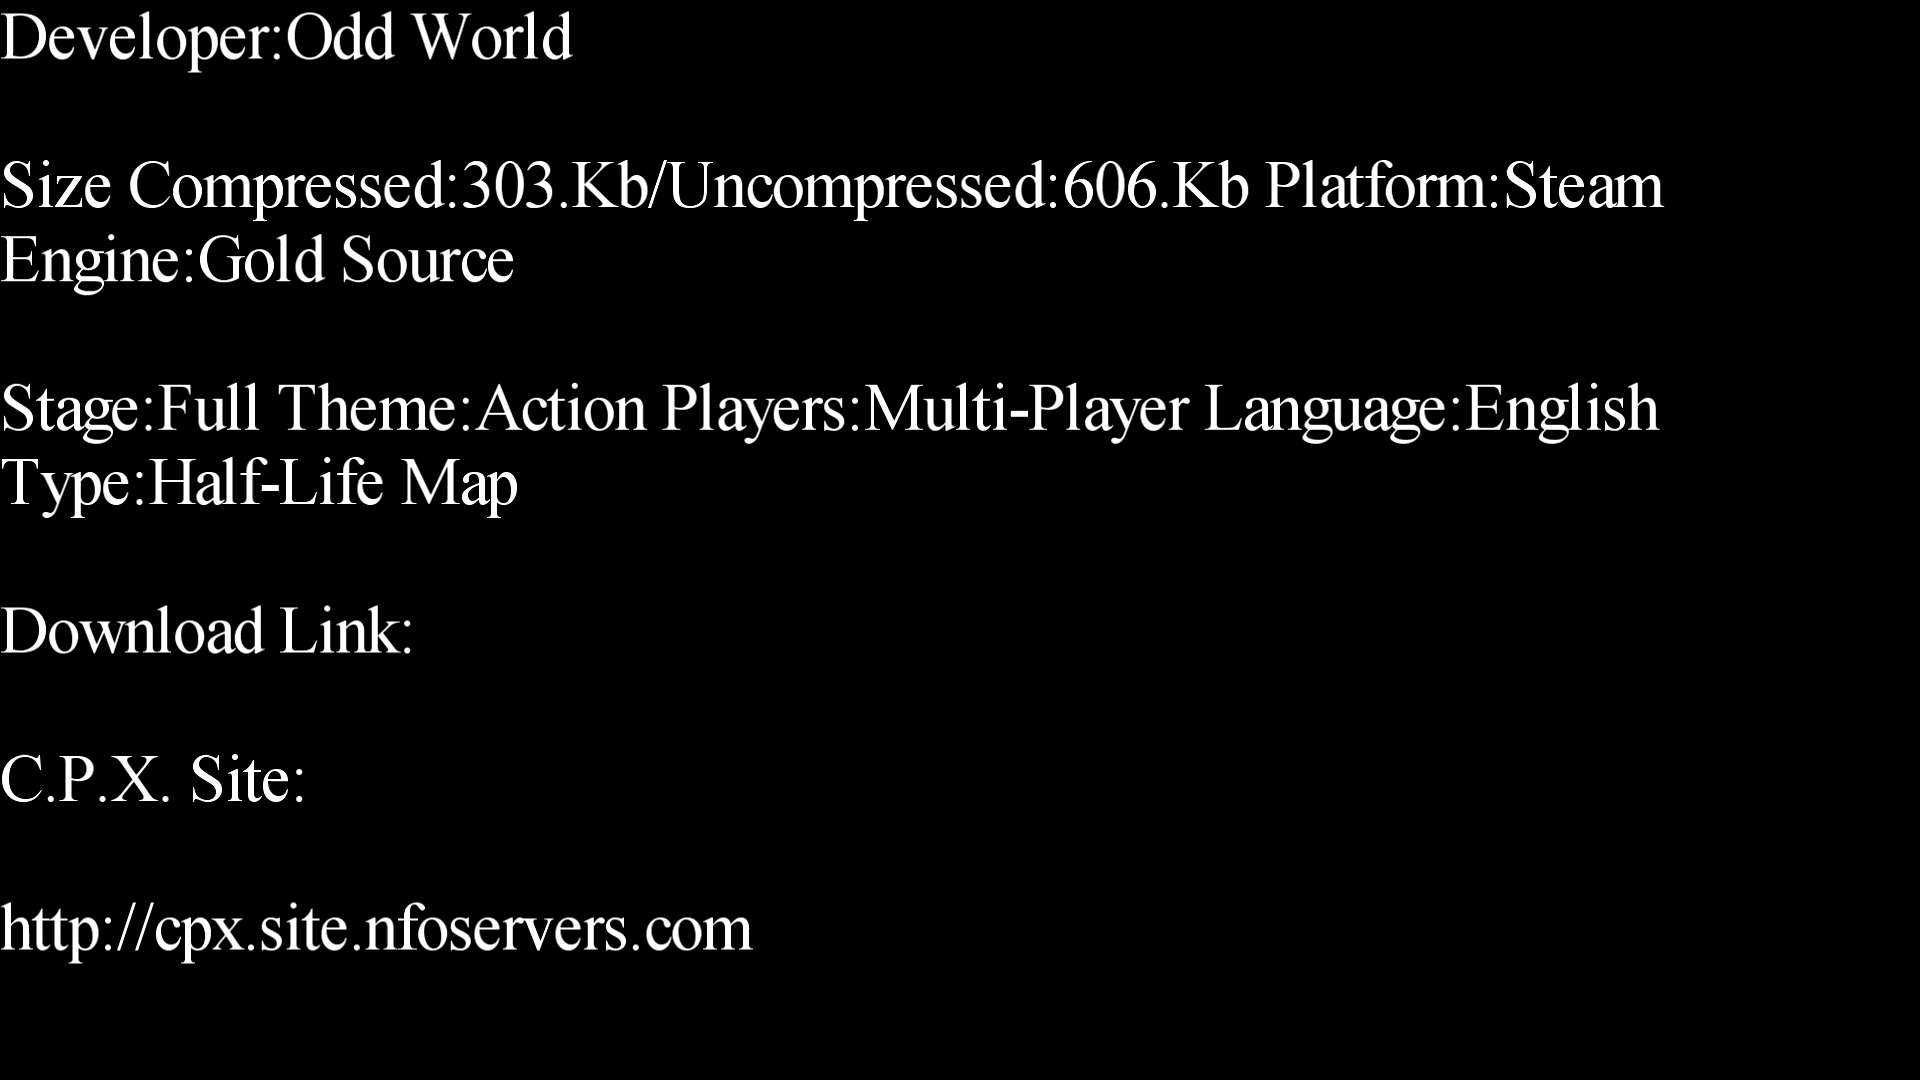 Developer:Odd World
Size Compressed:303.Kb/Uncompressed:606.Kb Platform:Steam
Engine:Gold Source
Stage:Full Theme:Action Players:Multi-Player Language:English
Type:Half-Life Map
Download Link:
C.P.X. Site:
http://cpx.site.nfoservers.com